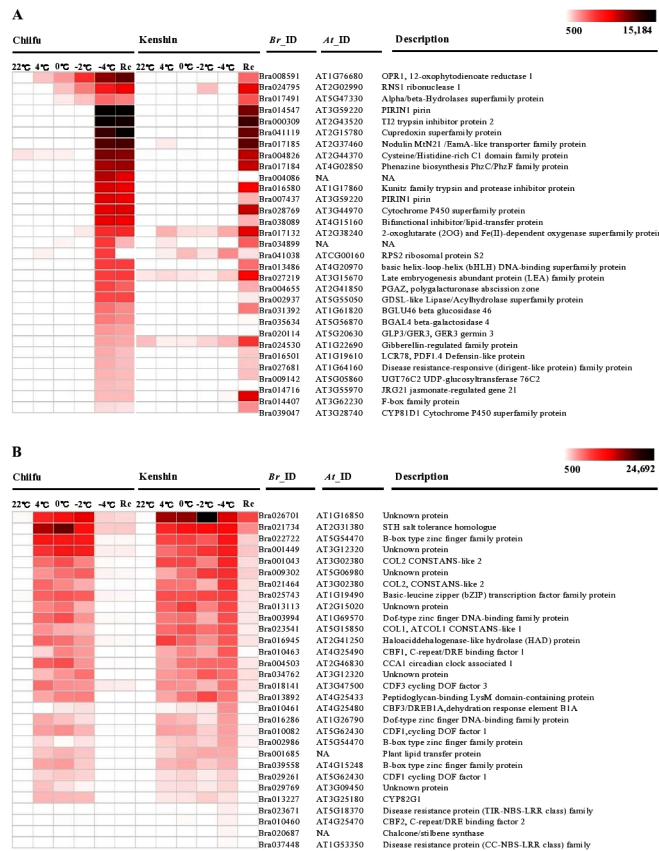 A
500 15,184
Chiifu Kenshin Br_ID At_ID Description
22℃ 4℃ 0℃ -2℃ -4℃ Re 22℃ 4℃ 0℃ -2℃ -4℃ Re
Bra008591 AT1G76680 OPR1, 12-oxophytodienoate reductase 1
Bra024795 AT2G02990 RNS1 ribonuclease 1
Bra017491 AT5G47330 Alpha/beta-Hydrolases superfamily protein
Bra014547 AT3G59220 PIRIN1 pirin
Bra000309 AT2G43520 TI2 trypsin inhibitor protein 2
Bra041119 AT2G15780 Cupredoxin superfamily protein
Bra017185 AT2G37460 Nodulin MtN21 /EamA-like transporter family protein
Bra004826 AT2G44370 Cysteine/Histidine-rich C1 domain family protein
Bra017184 AT4G02850 Phenazine biosynthesis PhzC/PhzF family protein
Bra004086 NA NA
Bra016580 AT1G17860 Kunitz family trypsin and protease inhibitor protein
Bra007437 AT3G59220 PIRIN1 pirin
Bra028769 AT3G44970 Cytochrome P450 superfamily protein
Bra038089 AT4G15160 Bifunctional inhibitor/lipid-transfer protein
Bra017132 AT2G38240 2-oxoglutarate (2OG) and Fe(II)-dependent oxygenase superfamily protein
Bra034899 NA NA
Bra041038 ATCG00160 RPS2 ribosomal protein S2
Bra013486 AT4G20970 basic helix-loop-helix (bHLH) DNA-binding superfamily protein
Bra027219 AT3G15670 Late embryogenesis abundant protein (LEA) family protein
Bra004655 AT2G41850 PGAZ, polygalacturonase abscission zone
Bra002937 AT5G55050 GDSL-like Lipase/Acylhydrolase superfamily protein
Bra031392 AT1G61820 BGLU46 beta glucosidase 46
Bra035634 AT5G56870 BGAL4 beta-galactosidase 4
Bra020114 AT5G20630 GLP3/GER3, GER3 germin 3
Bra024530 AT1G22690 Gibberellin-regulated family protein
Bra016501 AT1G19610 LCR78, PDF1.4 Defensin-like protein
Bra027681 AT1G64160 Disease resistance-responsive (dirigent-like protein) family protein
Bra009142 AT5G05860 UGT76C2 UDP-glucosyltransferase 76C2
Bra014716 AT3G55970 JRG21 jasmonate-regulated gene 21
Bra014407 AT3G62230 F-box family protein
Bra039047 AT3G28740 CYP81D1 Cytochrome P450 superfamily protein
B
500 24,692
Chiifu Kenshin Br_ID At_ID Description
22℃ 4℃ 0℃ -2℃ -4℃ Re 22℃ 4℃ 0℃ -2℃ -4℃ Re
Bra026701 AT1G16850 Unknown protein
Bra021734 AT2G31380 STH salt tolerance homologue
Bra022722 AT5G54470 B-box type zinc finger family protein
Bra001449 AT3G12320 Unknown protein
Bra001043 AT3G02380 COL2 CONSTANS-like 2
Bra009302 AT5G06980 Unknown protein
Bra021464 AT3G02380 COL2, CONSTANS-like 2
Bra025743 AT1G19490 Basic-leucine zipper (bZIP) transcription factor family protein
Bra013113 AT2G15020 Unknown protein
Bra003994 AT1G69570 Dof-type zinc finger DNA-binding family protein
Bra023541 AT5G15850 COL1, ATCOL1 CONSTANS-like 1
Bra016945 AT2G41250 Haloaciddehalogenase-like hydrolase (HAD) protein
Bra010463 AT4G25490 CBF1, C-repeat/DRE binding factor 1
Bra004503 AT2G46830 CCA1 circadian clock associated 1
Bra034762 AT3G12320 Unknown protein
Bra018141 AT3G47500 CDF3 cycling DOF factor 3
Bra013892 AT4G25433 Peptidoglycan-binding LysM domain-containing protein
Bra010461 AT4G25480 CBF3/DREB1A,dehydration response element B1A
Bra016286 AT1G26790 Dof-type zinc finger DNA-binding family protein
Bra010082 AT5G62430 CDF1,cycling DOF factor 1
Bra002986 AT5G54470 B-box type zinc family protein
Bra001685 NA Plant lipid transfer protein
Bra039558 AT4G15248 B-box type zinc finger family protein
Bra029261 AT5G62430 CDF1 cycling DOF factor 1
Bra029769 AT3G09450 Unknown protein
Bra013227 AT3G25180 CYP82G1
Bra023671 AT5G18370 Disease resistance protein (TIR-NBS-LRR class) family
Bra010460 AT4G25470 CBF2, C-repeat/DRE binding factor 2
Bra020687 NA Chalcone/stilbene synthase
Bra037448 AT1G53350 Disease resistance protein (CC-NBS-LRR class) family